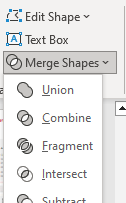 Edit Shape
Text Box
Merge Shapes
Union
Combine
Fragment
Intersect
Subtract